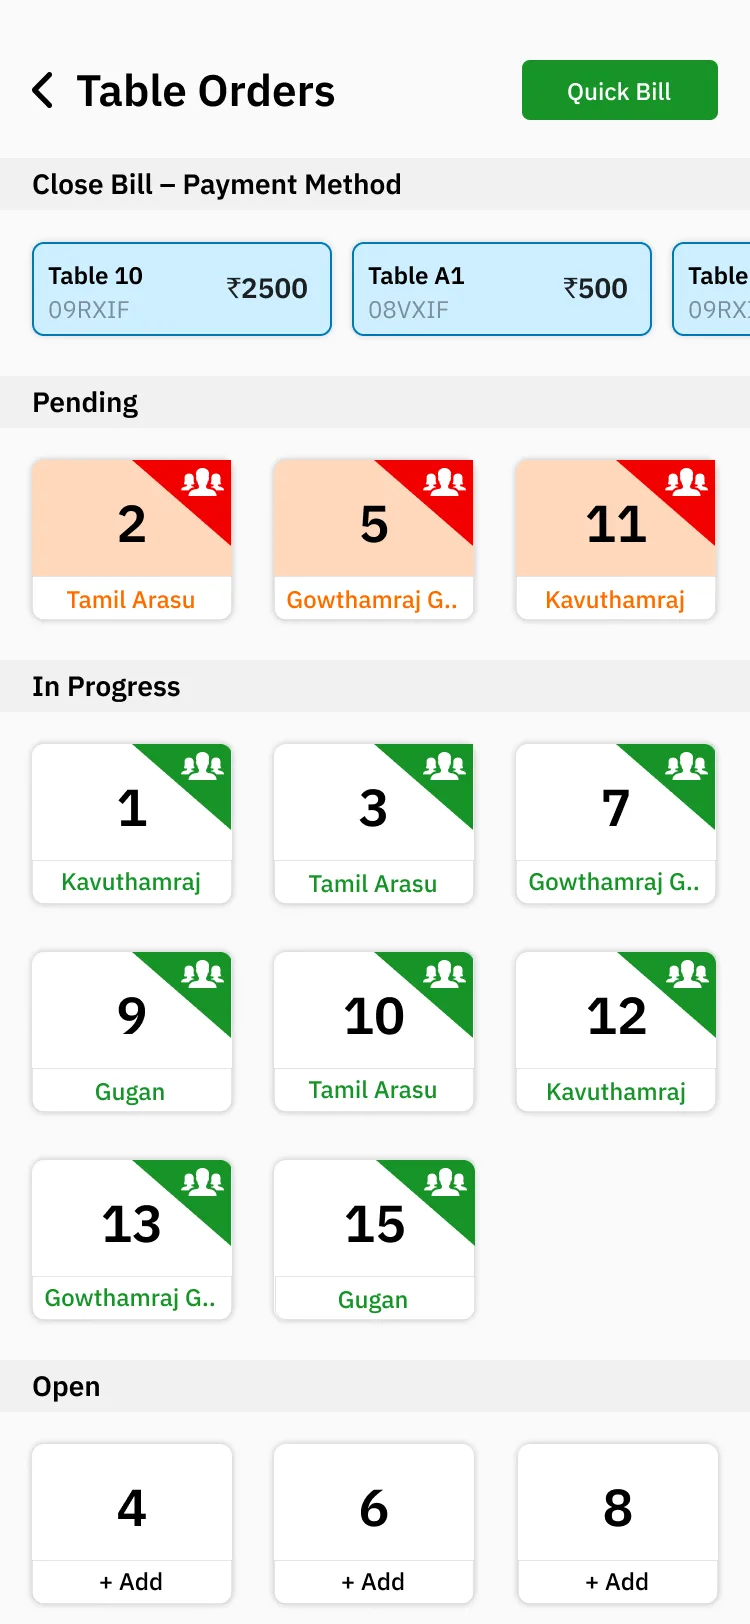 Table Orders
Quick Bill
Close Bill – Payment Method
Table 10
₹2500
09RXIF
Table A1
₹500
08VXIF
Table
09RX
Pending
2
5
11
Tamil Arasu
Gowthamraj G..
Kavuthamraj
In Progress
1
3
7
Kavuthamraj
Tamil Arasu
Gowthamraj G..
9
10
12
Gugan
Tamil Arasu
Kavuthamraj
13
15
Gowthamraj G..
Gugan
Open
4
6
8
+ Add
+ Add
+ Add